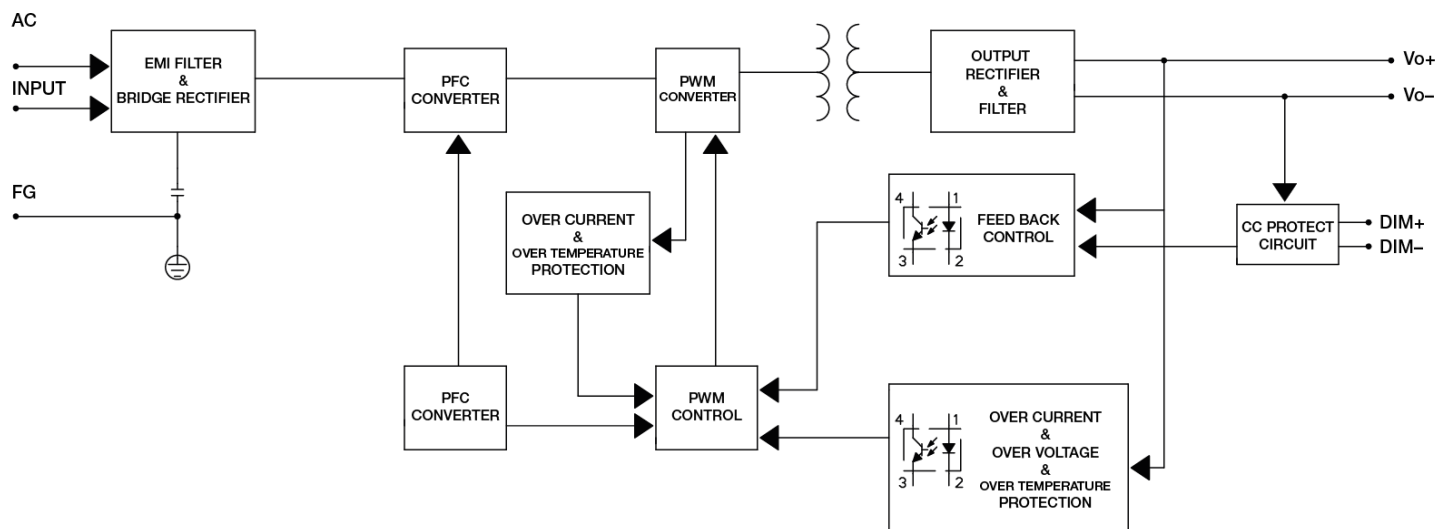 AC
INPUT
FG
EMI FILTER
&
BRIDGE RECTIFIER
PFC
CONVERTER
PWM
CONVERTER
OUTPUT
RECTIFIER
&
FILTER
Vo+
Vo–
OVER CURRENT
&
OVER TEMPERATURE
PROTECTION
4
1
3
2
FEED BACK
CONTROL
CC PROTECT
CIRCUIT
DIM+
DIM–
PFC
CONVERTER
PWM
CONTROL
4
1
3
2
OVER CURRENT
&
OVER VOLTAGE
&
OVER TEMPERATURE
PROTECTION